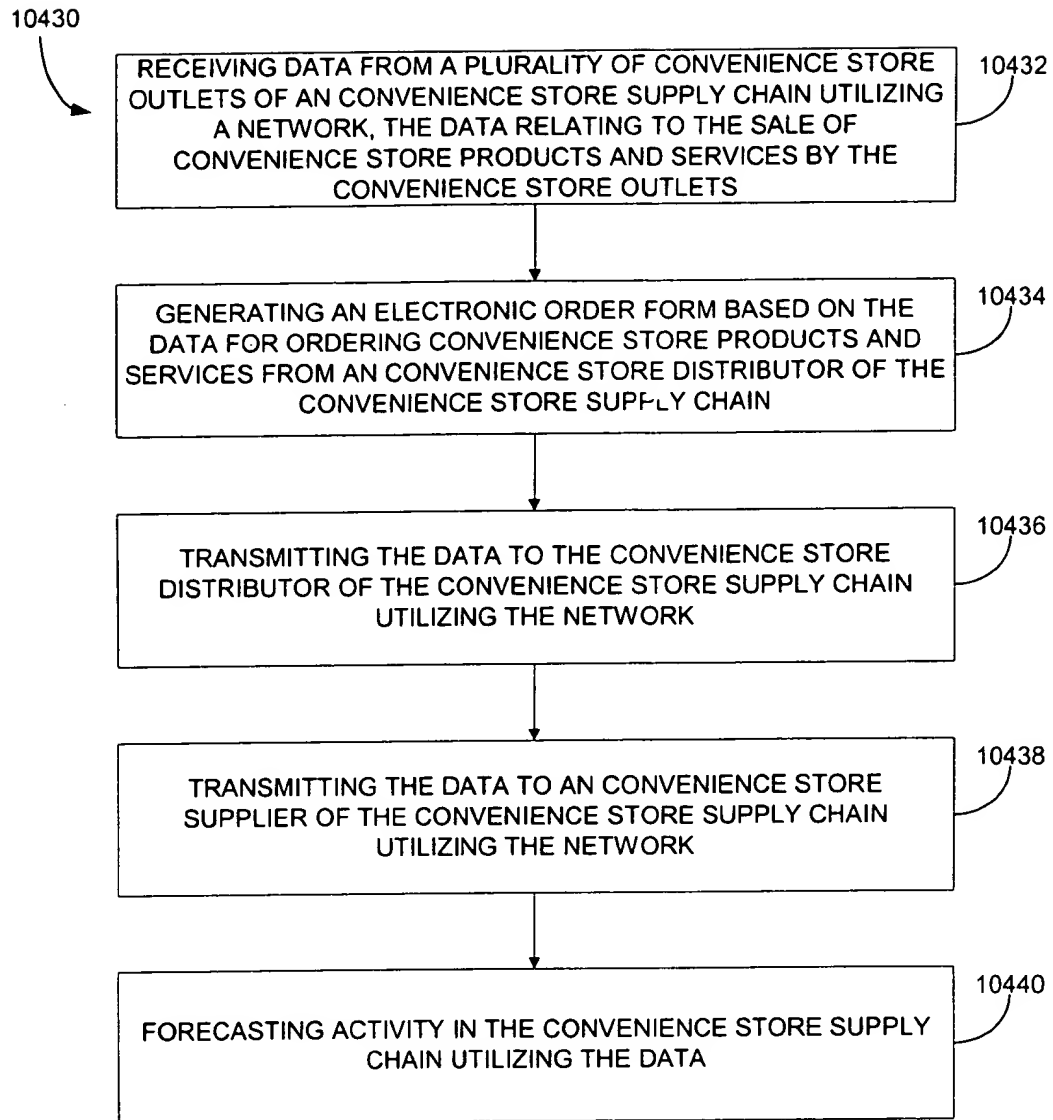 10430
RECEIVING DATA FROM A PLURALITY OF CONVENIENCE STORE
OUTLETS OF AN CONVENIENCE STORE SUPPLY CHAIN UTILIZING
A NETWORK, THE DATA RELATING TO THE SALE OF
CONVENIENCE STORE PRODUCTS AND SERVICES BY THE
CONVENIENCE STORE OUTLETS
10432
GENERATING AN ELECTRONIC ORDER FORM BASED ON THE
DATA FOR ORDERING CONVENIENCE STORE PRODUCTS AND
SERVICES FROM AN CONVENIENCE STORE DISTRIBUTOR OF THE
CONVENIENCE STORE SUPPLY CHAIN
10434
TRANSMITTING THE DATA TO THE CONVENIENCE STORE
DISTRIBUTOR OF THE CONVENIENCE STORE SUPPLY CHAIN
UTILIZING THE NETWORK
10436
TRANSMITTING THE DATA TO AN CONVENIENCE STORE
SUPPLIER OF THE CONVENIENCE STORE SUPPLY CHAIN
UTILIZING THE NETWORK
10438
FORECASTING ACTIVITY IN THE CONVENIENCE STORE SUPPLY
CHAIN UTILIZING THE DATA
10440